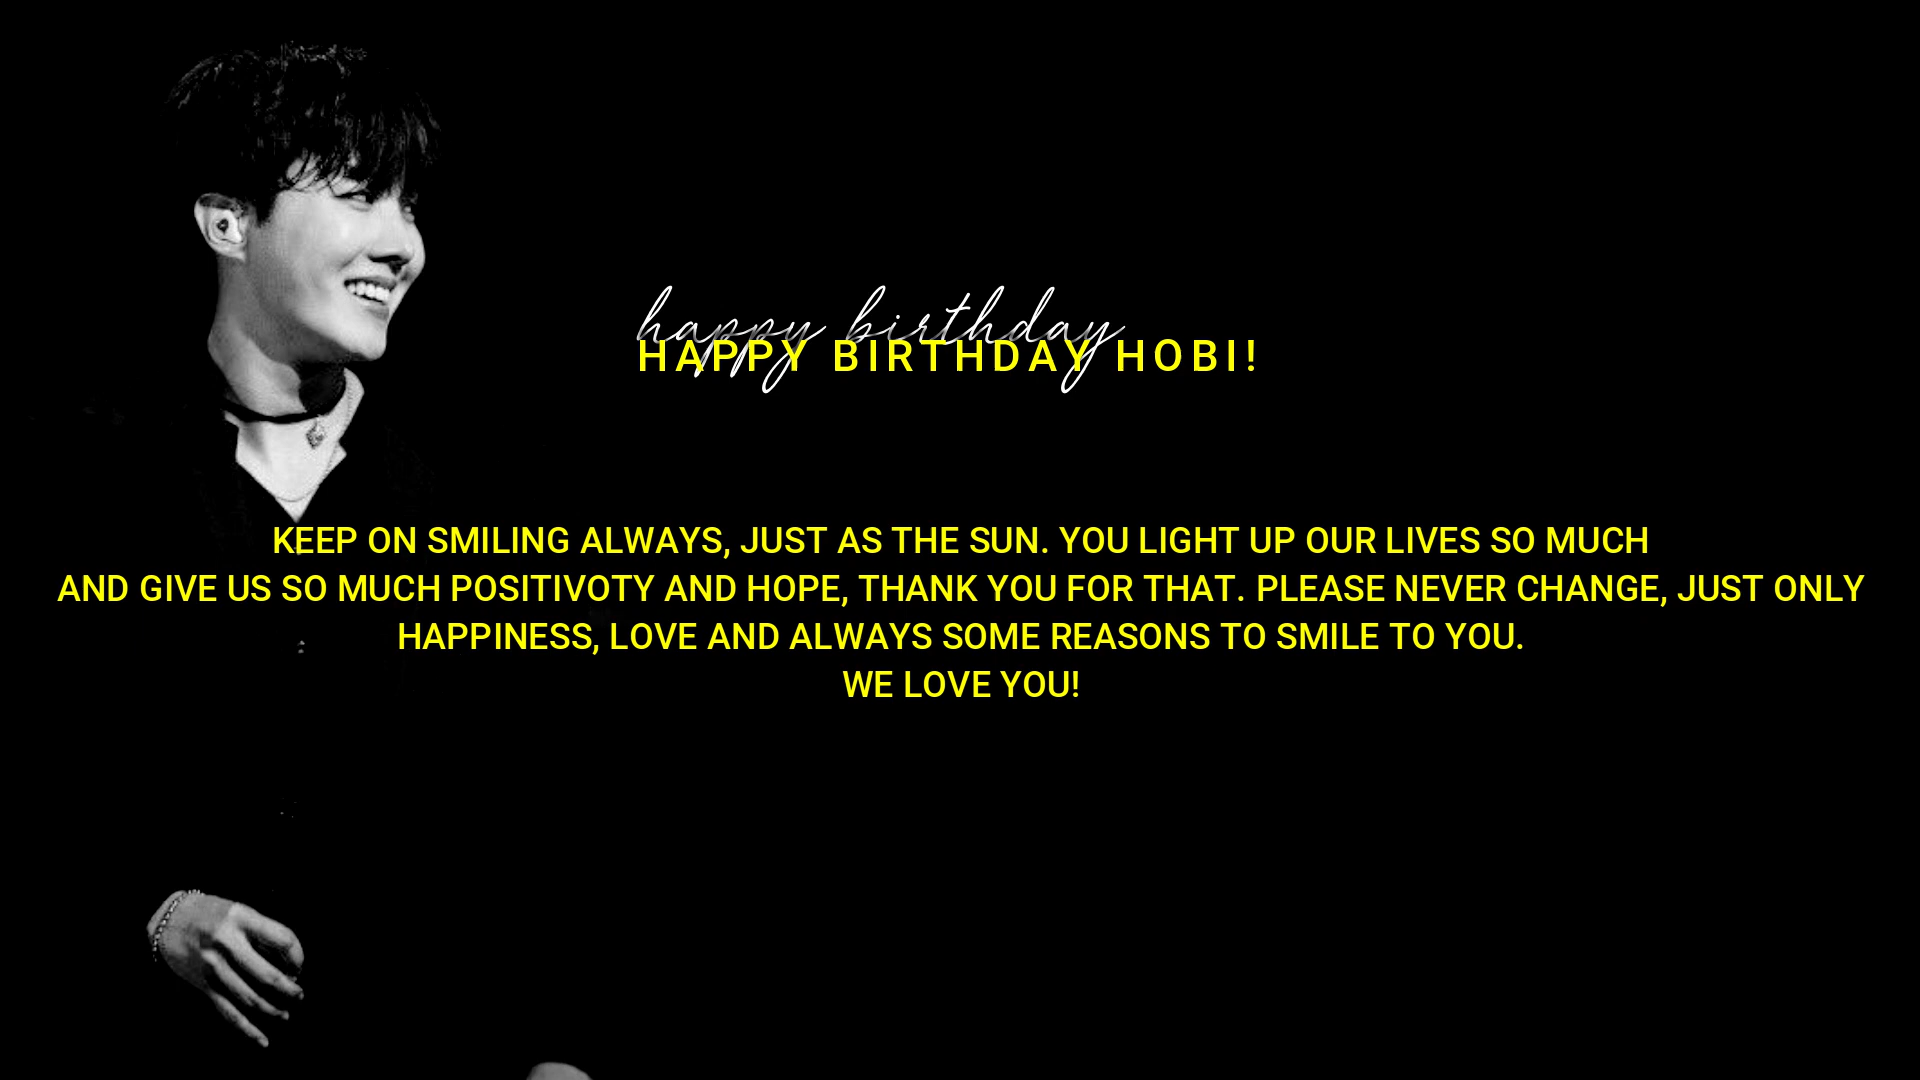 happy birthday
HAPPY BIRTHDAY HOBI!
KEEP ON SMILING ALWAYS, JUST AS THE SUN. YOU LIGHT UP OUR LIVES SO MUCH
AND GIVE US SO MUCH POSITIVOTY AND HOPE, THANK YOU FOR THAT. PLEASE NEVER CHANGE, JUST ONLY
HAPPINESS, LOVE AND ALWAYS SOME REASONS TO SMILE TO YOU.
WE LOVE YOU!